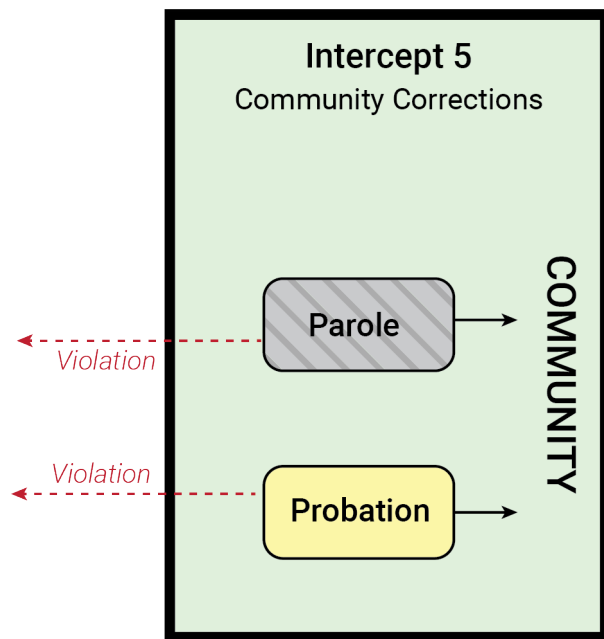 Intercept 5
Community Corrections
COMMUNITY
Parole
Violation
Violation
Probation